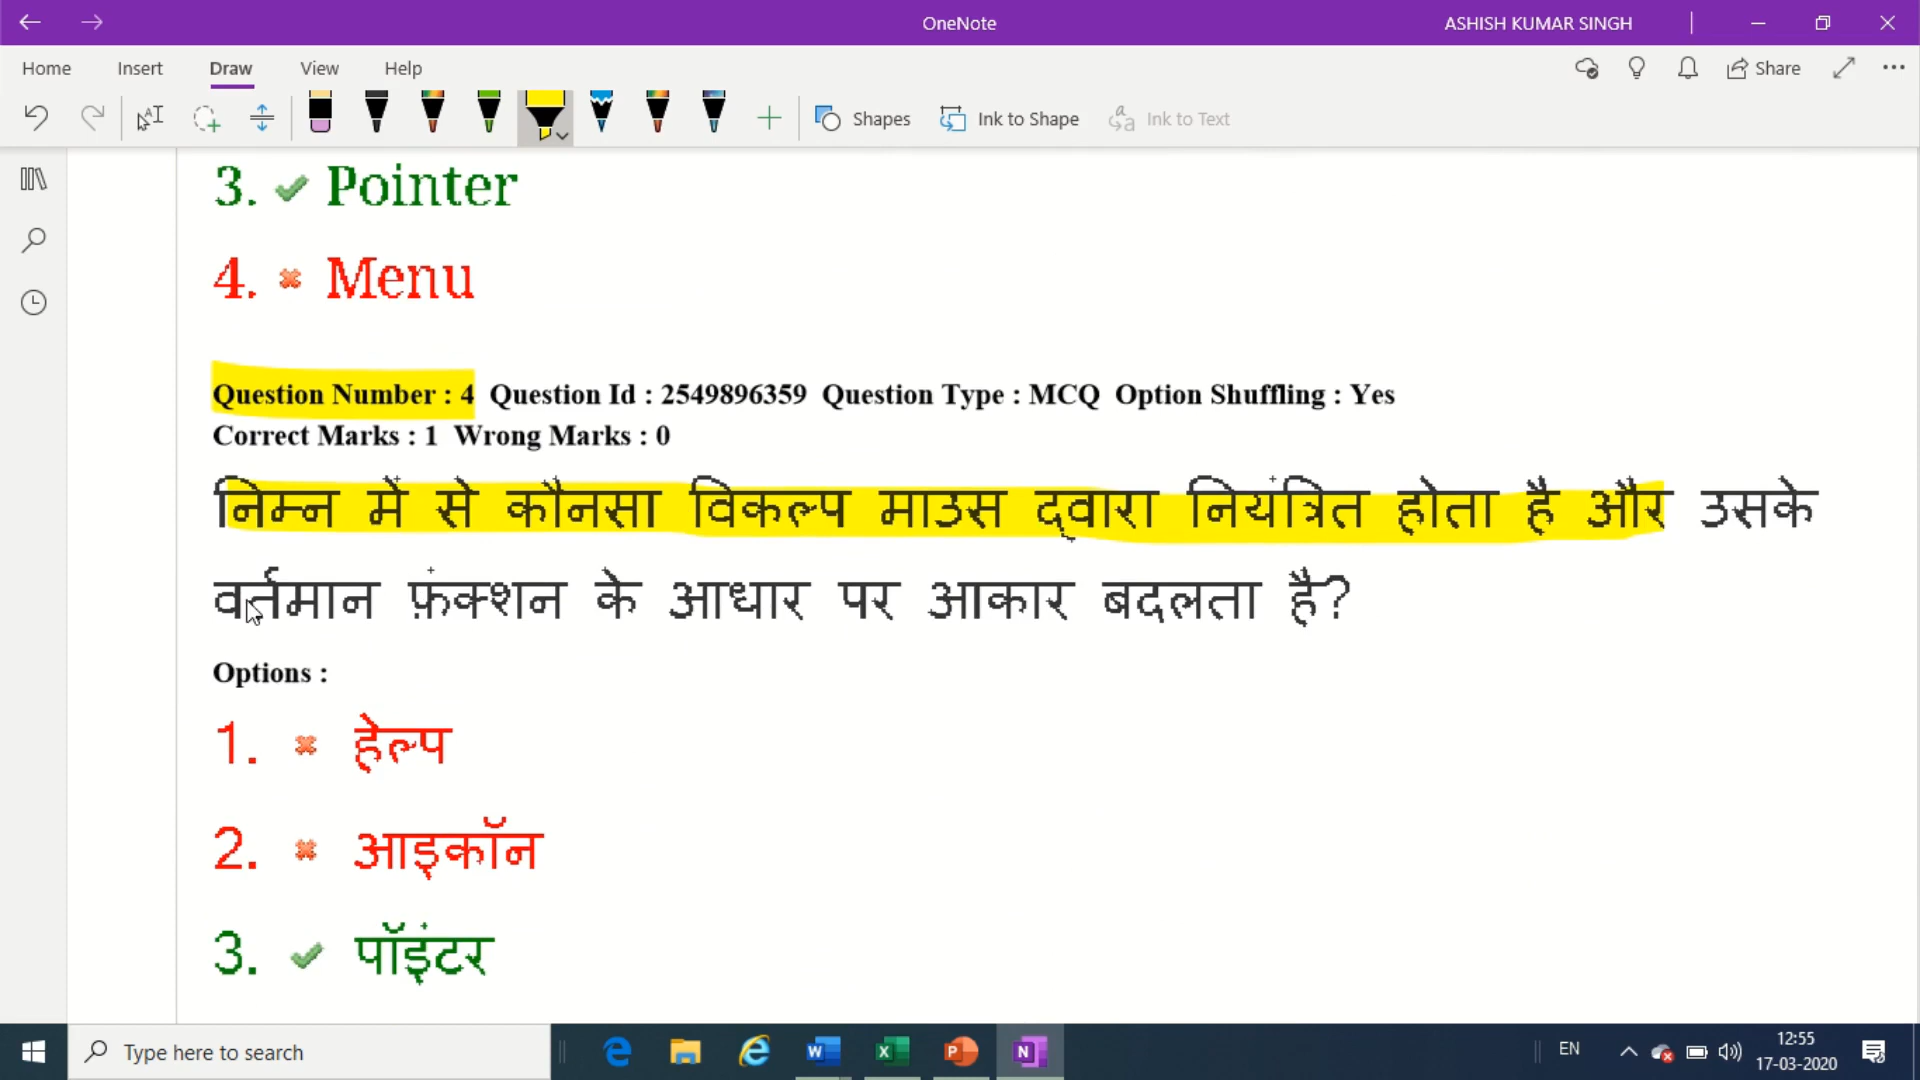 OneNote
ASHISH KUMAR SINGH
Home Insert Draw View Help
Share
Shapes Ink to Shape Ink to Text
3. Pointer
4. Menu
Question Number : 4 Question Id : 2549896359 Question Type : MCQ Option Shuffling : Yes
Correct Marks : 1 Wrong Marks : 0
निम्न में से कौनसा विकल्प माउस द्वारा नियंत्रित होता है और उसके
वर्तमान फ़ंक्शन के आधार पर आकार बदलता है?
Options :
1. हेल्प
2. आइकॉन
3. पॉइंटर
Type here to search
EN
12:55
17-03-2020